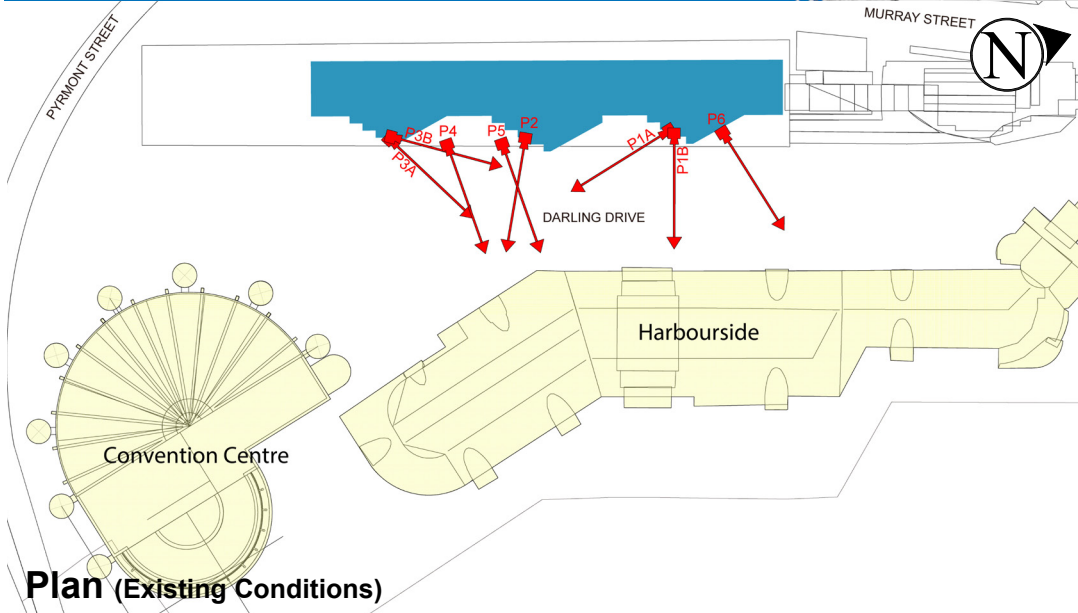 MURRAY STREET
N
PYRMONT STREET
P3B
P4
P5
P2
P1A
P6
P3A
P1B
DARLING DRIVE
Harbourside
Convention Centre
Plan (Existing Conditions)